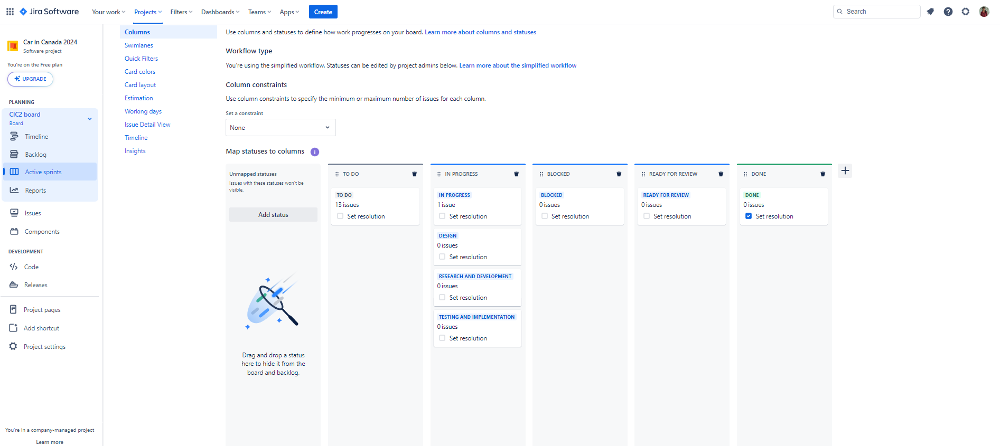 Jira Software
Your work
Projects
Filters
Dashboards
Teams
Apps
Create
Search
Car in Canada 2024
Software project
You're on the Free plan
UPGRADE
PLANNING
CIC2 board
Board
Timeline
Backlog
Active sprints
Reports
Issues
Components
DEVELOPMENT
Code
Releases
Project pages
Add shortcut
Project settings
You're in a company-managed project
Learn more
Columns
Swimlanes
Quick Filters
Card colors
Card layout
Estimation
Working days
Issue Detail View
Timeline
Insights
Use columns and statuses to define how work progresses on your board. Learn more about columns and statuses
Workflow type
You're using the simplified workflow. Statuses can be edited by project admins below. Learn more about the simplified workflow
Column constraints
Use column constraints to specify the minimum or maximum number of issues for each column.
Set a constraint
None
Map statuses to columns
Unmapped statuses
Issues with these statuses won't be
visible.
Add status
Drag and drop a status
here to hide it from the
board and backlog.
TO DO
TO DO
13 issues
Set resolution
IN PROGRESS
IN PROGRESS
1 issue
Set resolution
DESIGN
0 issues
Set resolution
RESEARCH AND DEVELOPMENT
0 issues
Set resolution
TESTING AND IMPLEMENTATION
0 issues
Set resolution
BLOCKED
BLOCKED
0 issues
Set resolution
READY FOR REVIEW
READY FOR REVIEW
0 issues
Set resolution
DONE
DONE
0 issues
Set resolution